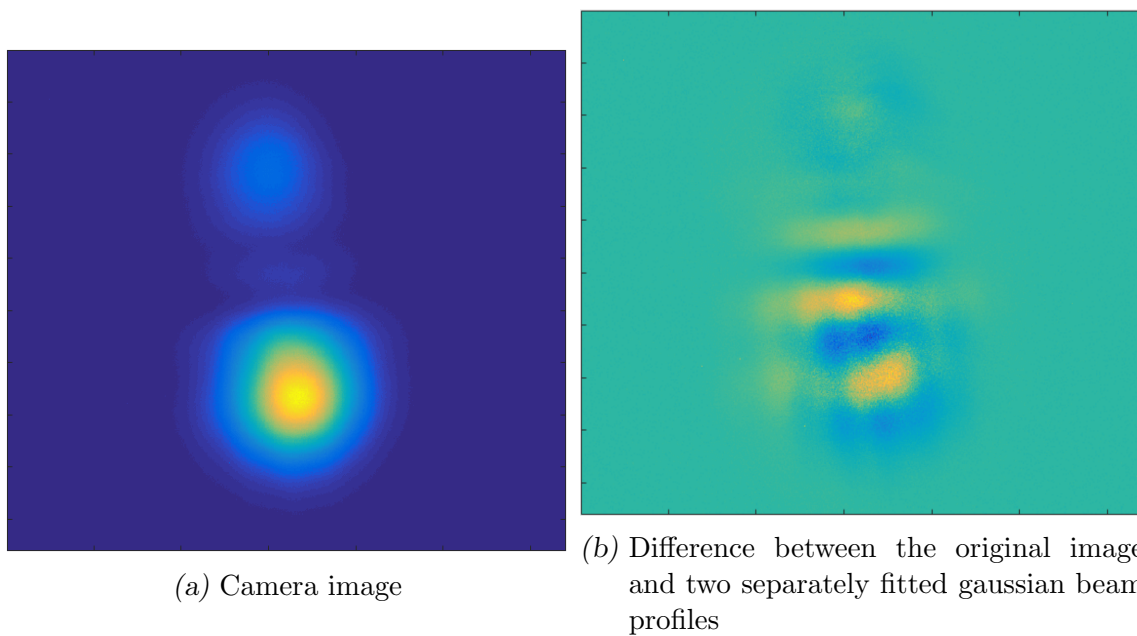 (a) Camera image
(b) Difference between the original image
and two separately fitted gaussian beam
profiles